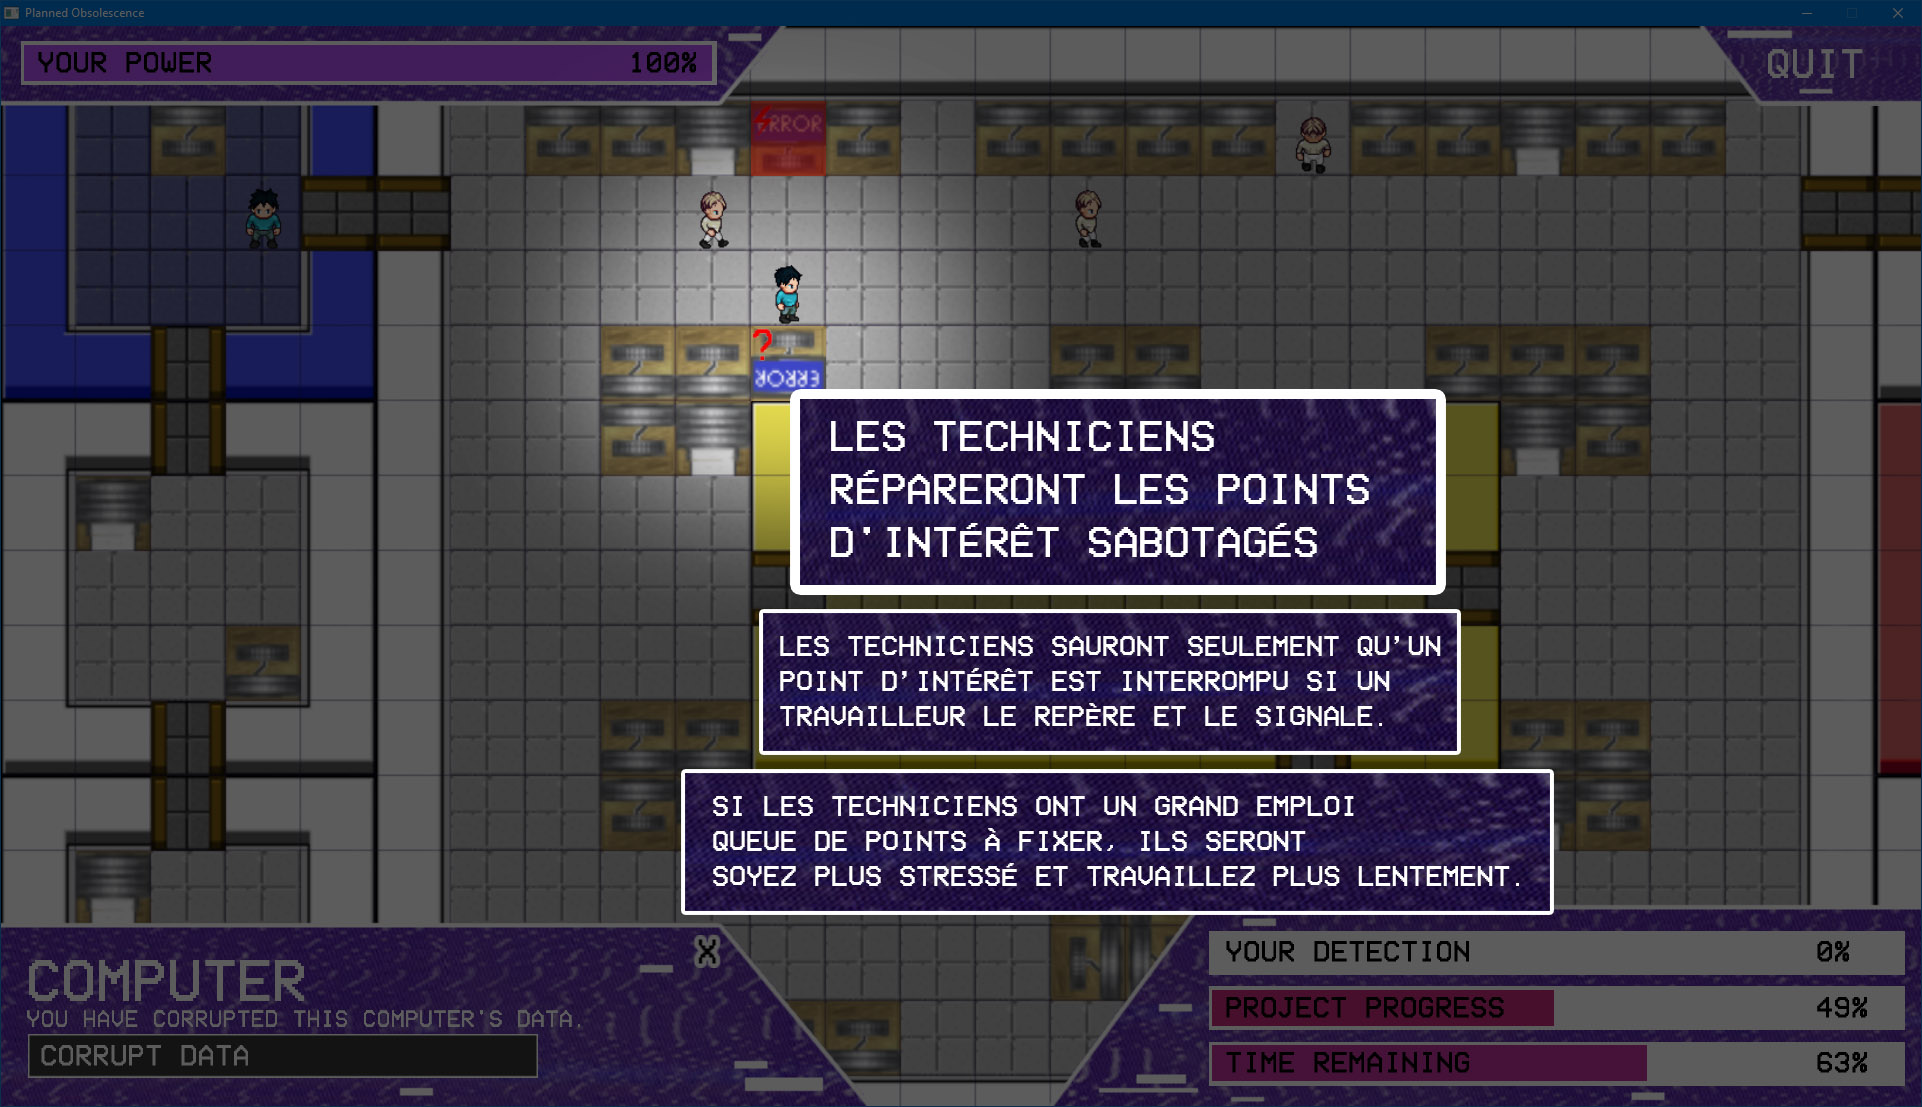 Planned Obsolescence
YOUR POWER 100%
QUIT
ERROR
ERROR
?
LES TECHNICIENS
RÉPARERONT LES POINTS
D'INTÉRÊT SABOTAGÉS
LES TECHNICIENS SAURONT SEULEMENT QU’UN
POINT D’INTÉRÊT EST INTERROMPU SI UN
TRAVAILLEUR LE REPÈRE ET LE SIGNALE.
SI LES TECHNICIENS ONT UN GRAND EMPLOI
QUEUE DE POINTS À FIXER, ILS SERONT
SOYEZ PLUS STRESSÉ ET TRAVAILLEZ PLUS LENTEMENT.
X
COMPUTER
YOU HAVE CORRUPTED THIS COMPUTER'S DATA.
CORRUPT DATA
YOUR DETECTION 0%
PROJECT PROGRESS 49%
TIME REMAINING 63%